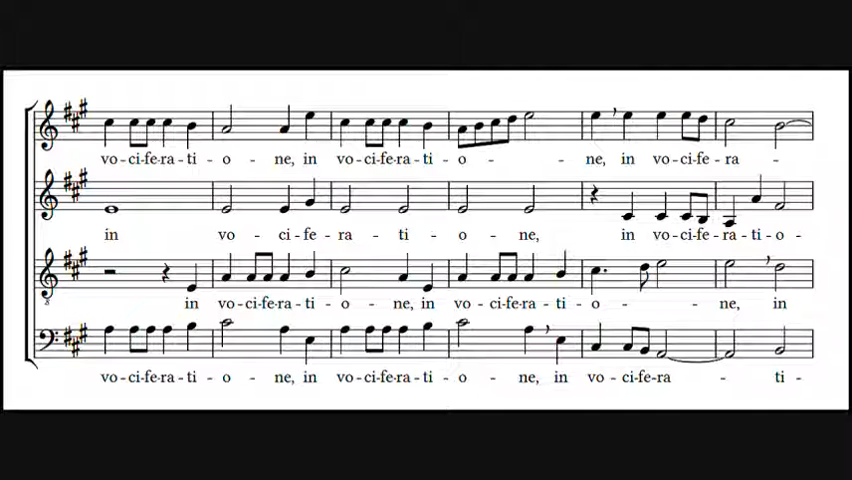 vo-ci-fe-ra-ti - o - ne, in vo-ci-fe-ra-ti - o - ne, in vo-ci-fe - ra -
in vo - ci - fe - ra - ti - o - ne, in vo-ci-fe-ra-ti-o -
in vo-ci-fe-ra-ti - o - ne, in vo-ci-fe-ra-ti - o - ne, in
vo-ci-fe-ra-ti - o - ne, in vo-ci-fe-ra-ti - o - ne, in vo-ci-fe-ra - ti -